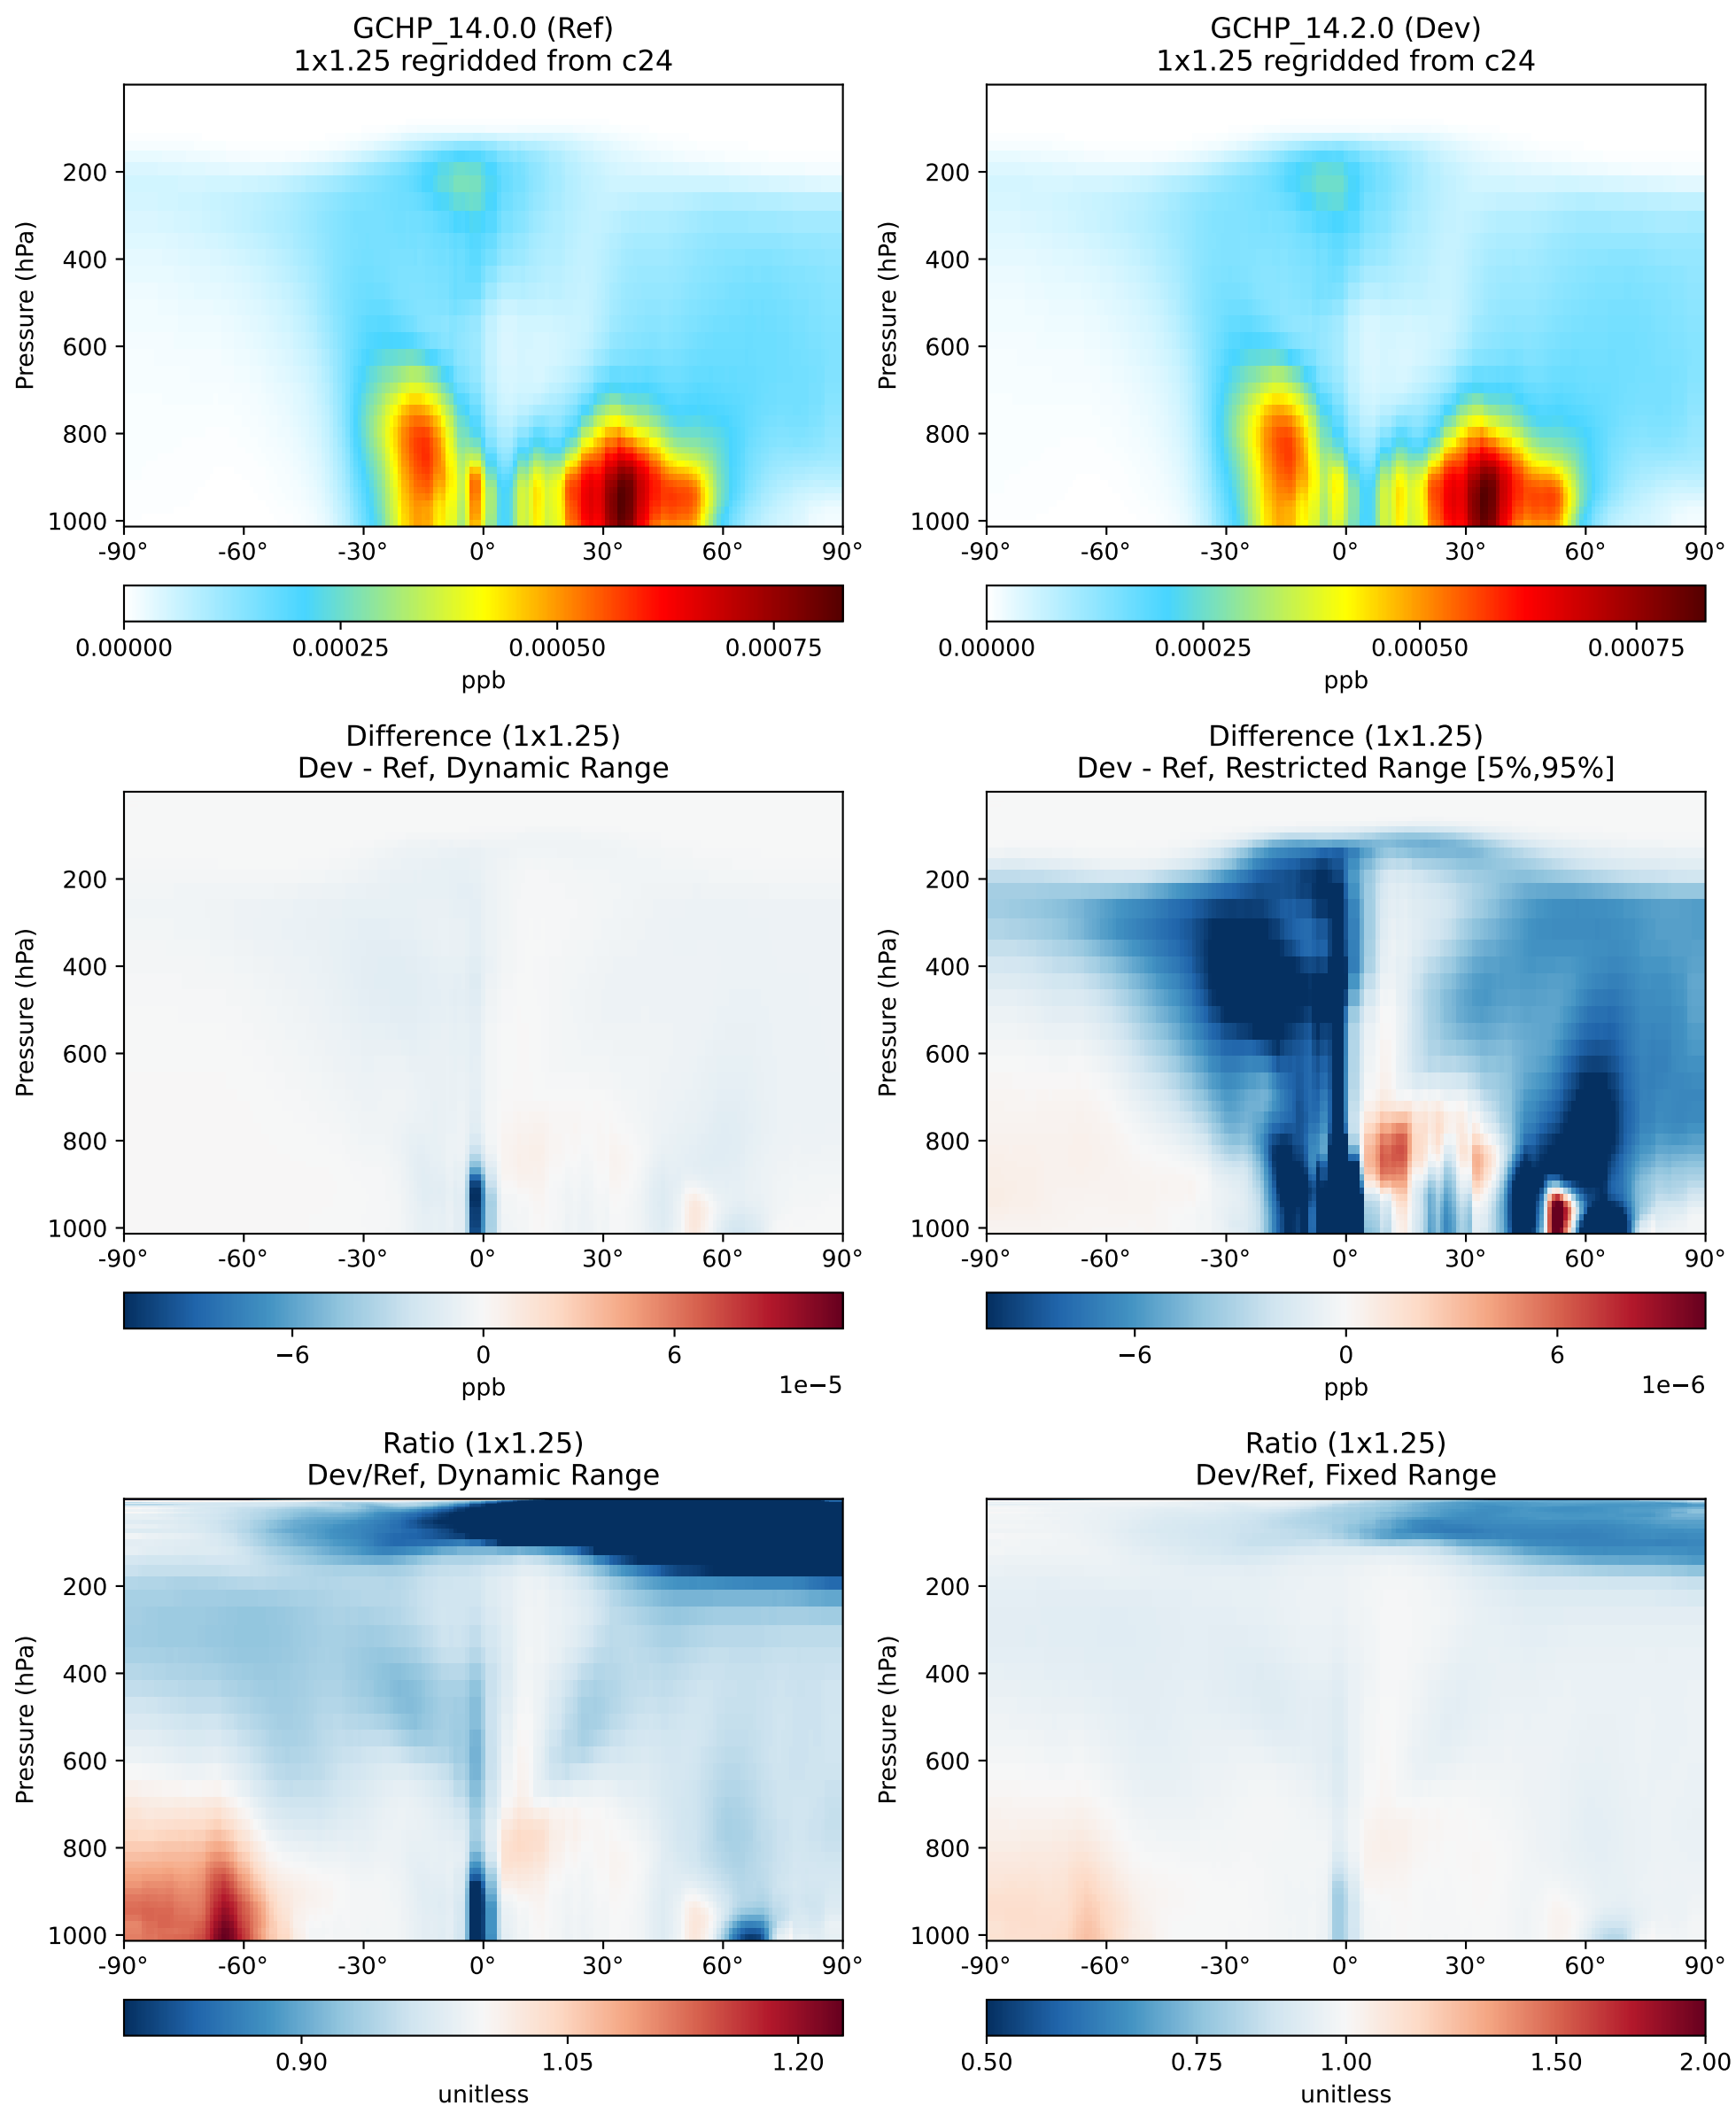 GCHP_14.0.0 (Ref)
1x1.25 regridded from c24
Pressure (hPa)
200
400
600
800
1000
-90° -60° -30° 0° 30° 60° 90°
0.00000 0.00025 0.00050 0.00075
ppb
GCHP_14.2.0 (Dev)
1x1.25 regridded from c24
Pressure (hPa)
200
400
600
800
1000
-90° -60° -30° 0° 30° 60° 90°
0.00000 0.00025 0.00050 0.00075
ppb
Difference (1x1.25)
Dev - Ref, Dynamic Range
Pressure (hPa)
200
400
600
800
1000
-90° -60° -30° 0° 30° 60° 90°
−6 0 6
ppb
1e−5
Difference (1x1.25)
Dev - Ref, Restricted Range [5%,95%]
Pressure (hPa)
200
400
600
800
1000
-90° -60° -30° 0° 30° 60° 90°
−6 0 6
ppb
1e−6
Ratio (1x1.25)
Dev/Ref, Dynamic Range
Pressure (hPa)
200
400
600
800
1000
-90° -60° -30° 0° 30° 60° 90°
0.90 1.05 1.20
unitless
Ratio (1x1.25)
Dev/Ref, Fixed Range
Pressure (hPa)
200
400
600
800
1000
-90° -60° -30° 0° 30° 60° 90°
0.50 0.75 1.00 1.50 2.00
unitless